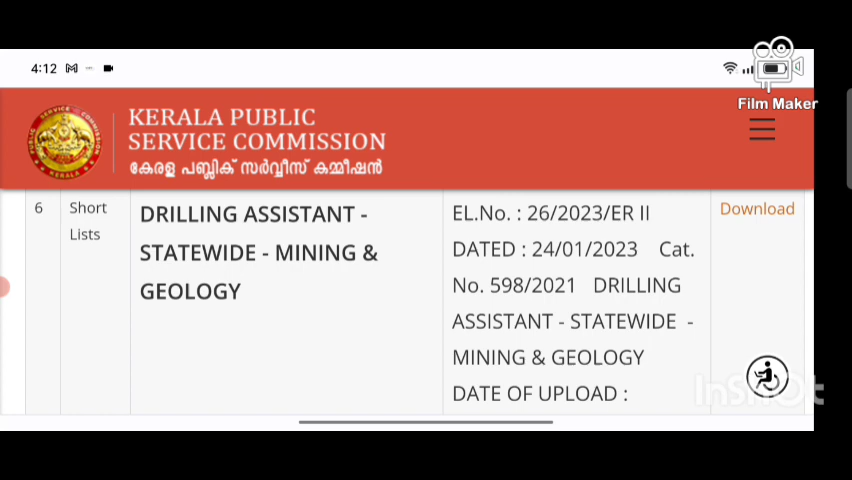 4:12
Film Maker
KERALA PUBLIC
SERVICE COMMISSION
കേരള പബ്ലിക് സർവ്വീസ് കമ്മീഷൻ
6
Short
Lists
DRILLING ASSISTANT -
STATEWIDE - MINING &
GEOLOGY
EL.No. : 26/2023/ER II
DATED : 24/01/2023 Cat.
No. 598/2021 DRILLING
ASSISTANT - STATEWIDE -
MINING & GEOLOGY
DATE OF UPLOAD :
Download
InShot